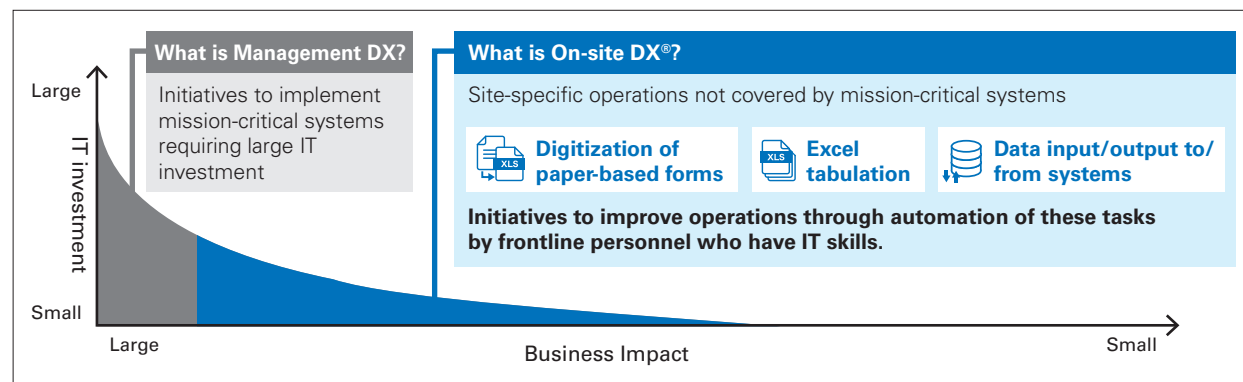 What is Management DX?
Initiatives to implement
mission-critical systems
requiring large IT
investment
What is On-site DX®?
Site-specific operations not covered by mission-critical systems
XLS
Digitization of
paper-based forms
XLS
Excel
tabulation
Data input/output to/
from systems
Initiatives to improve operations through automation of these tasks
by frontline personnel who have IT skills.
Large
IT investment
Small
Large
Business Impact
Small